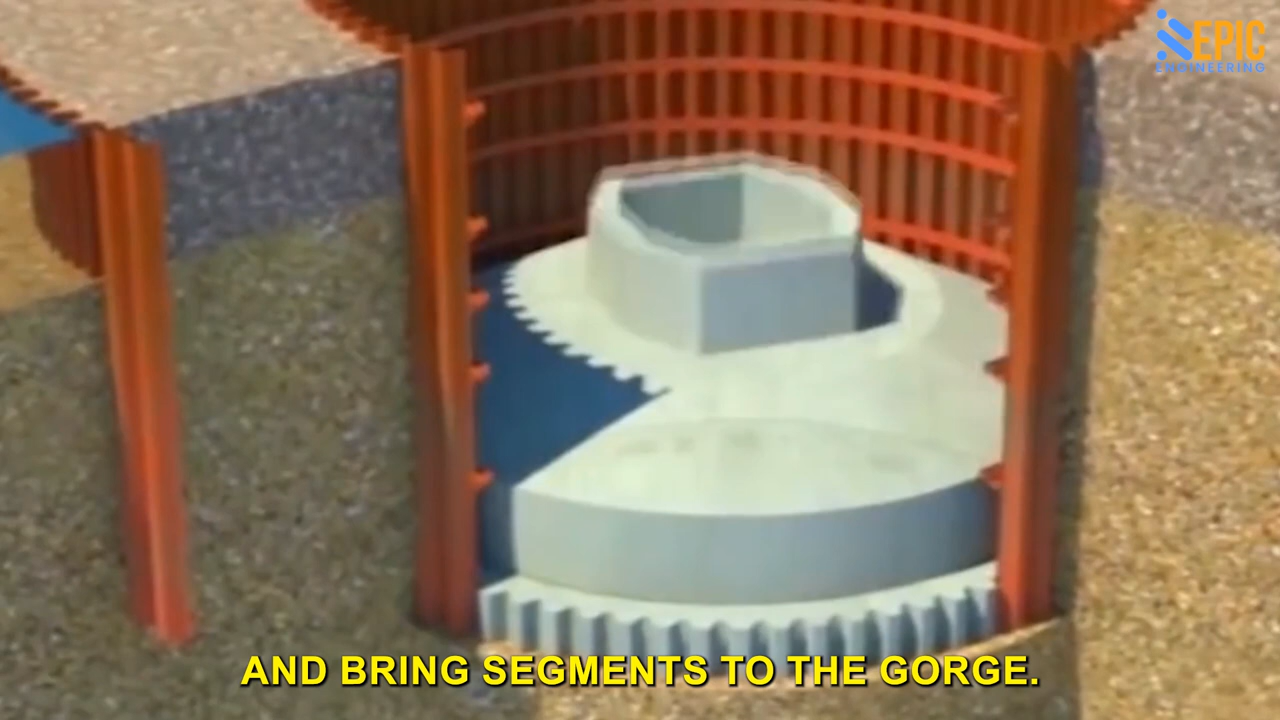 EPIC
ENGINEERING
AND BRING SEGMENTS TO THE GORGE.